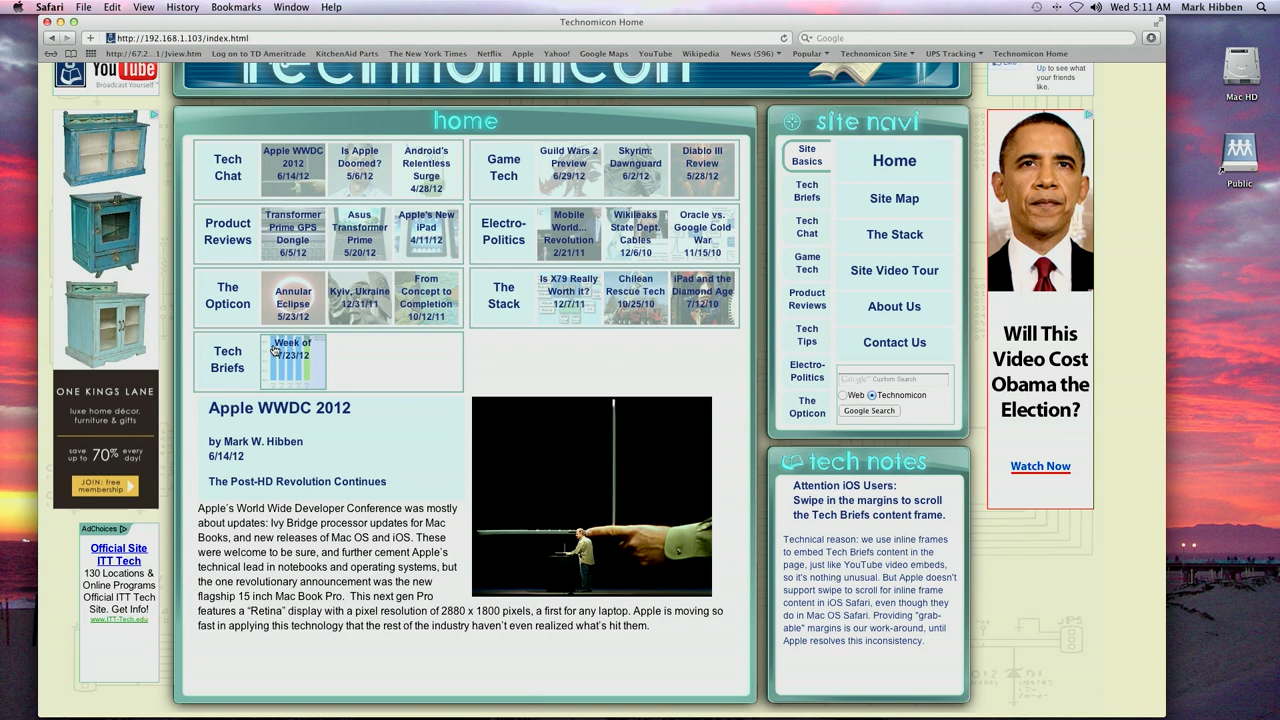 Safari File Edit View History Bookmarks Window Help
Wed 5:11 AM Mark Hibben
Technomicon Home
http://192.168.1.103/index.html
Google
http://67.2...1/Jview.htm Log on to TD Ameritrade KitchenAid Parts The New York Times Netflix Apple Yahoo! Google Maps YouTube Wikipedia News (596) Popular Technomicon Site UPS Tracking Technomicon Home
YouTube
Broadcast Yourself™
Technomicon
Up to see what
your friends
like.
home
Tech
Chat
Apple WWDC
2012
6/14/12
Is Apple
Doomed?
5/6/12
Android's
Relentless
Surge
4/28/12
Game
Tech
Guild Wars 2
Preview
6/29/12
Skyrim:
Dawnguard
6/2/12
Diablo III
Review
5/28/12
Product
Reviews
Transformer
Prime GPS
Dongle
6/5/12
Asus
Transformer
Prime
5/20/12
Apple's New
iPad
4/11/12
Electro-
Politics
Mobile
World...
Revolution
2/21/11
Wikileaks
State Dept.
Cables
12/6/10
Oracle vs.
Google Cold
War
11/15/10
The
Opticon
Annular
Eclipse
5/23/12
Kyiv, Ukraine
12/31/11
From
Concept to
Completion
10/12/11
The
Stack
Is X79 Really
Worth it?
12/7/11
Chilean
Rescue Tech
10/25/10
iPad and the
Diamond Age
7/12/10
Tech
Briefs
Week of
7/23/12
Apple WWDC 2012
by Mark W. Hibben
6/14/12
The Post-HD Revolution Continues
Apple's World Wide Developer Conference was mostly
about updates: Ivy Bridge processor updates for Mac
Books, and new releases of Mac OS and iOS. These
were welcome to be sure, and further cement Apple's
technical lead in notebooks and operating systems, but
the one revolutionary announcement was the new
flagship 15 inch Mac Book Pro. This next gen Pro
features a "Retina" display with a pixel resolution of 2880 x 1800 pixels, a first for any laptop. Apple is moving so
fast in applying this technology that the rest of the industry haven't even realized what's hit them.
site navi
Site
Basics
Tech
Briefs
Tech
Chat
Game
Tech
Product
Reviews
Tech
Tips
Electro-
Politics
The
Opticon
Home
Site Map
The Stack
Site Video Tour
About Us
Contact Us
Google™ Custom Search
Web Technomicon
Google Search
tech notes
Attention iOS Users:
Swipe in the margins to scroll
the Tech Briefs content frame.
Technical reason: we use inline frames
to embed Tech Briefs content in the
page, just like YouTube video embeds,
so it's nothing unusual. But Apple doesn't
support swipe to scroll for inline frame
content in iOS Safari, even though they
do in Mac OS Safari. Providing "grab-
able" margins is our work-around, until
Apple resolves this inconsistency.
ONE KINGS LANE
luxe home décor,
furniture & gifts
save up to 70% every day
JOIN: free membership
AdChoices
Official Site
ITT Tech
130 Locations &
Online Programs
Official ITT Tech
Site. Get Info!
www.ITT-Tech.edu
Will This
Video Cost
Obama the
Election?
Watch Now
Mac HD
Public